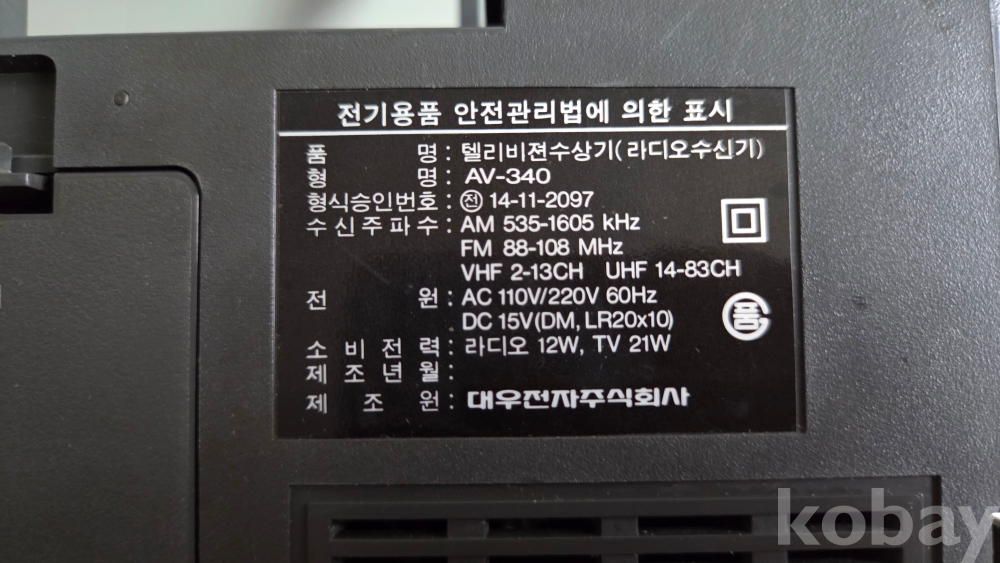 전기용품 안전관리법에 의한 표시
품 명 : 텔리비젼수상기(라디오수신기)
형 명 : AV-340
형식승인번호 : 전 14-11-2097
수신주파수 : AM 535-1605 kHz
FM 88-108 MHz
VHF 2-13CH UHF 14-83CH
전 원 : AC 110V/220V 60Hz
DC 15V(DM, LR20x10)
품
소비전력 : 라디오 12W, TV 21W
제조년월 :
제 조 원 : 대우전자주식회사
kobay